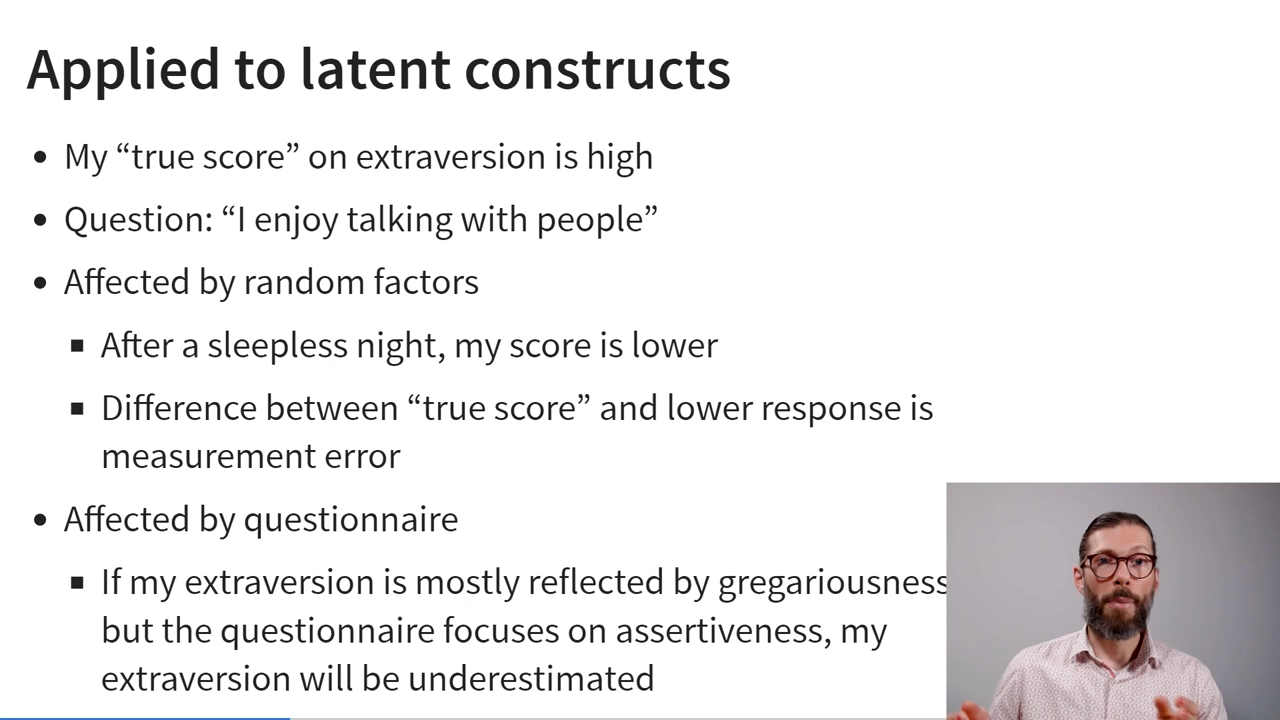 Applied to latent constructs
• My “true score” on extraversion is high
• Question: “I enjoy talking with people”
• Affected by random factors
▪ After a sleepless night, my score is lower
▪ Difference between “true score” and lower response is
measurement error
• Affected by questionnaire
▪ If my extraversion is mostly reflected by gregariousness
but the questionnaire focuses on assertiveness, my
extraversion will be underestimated